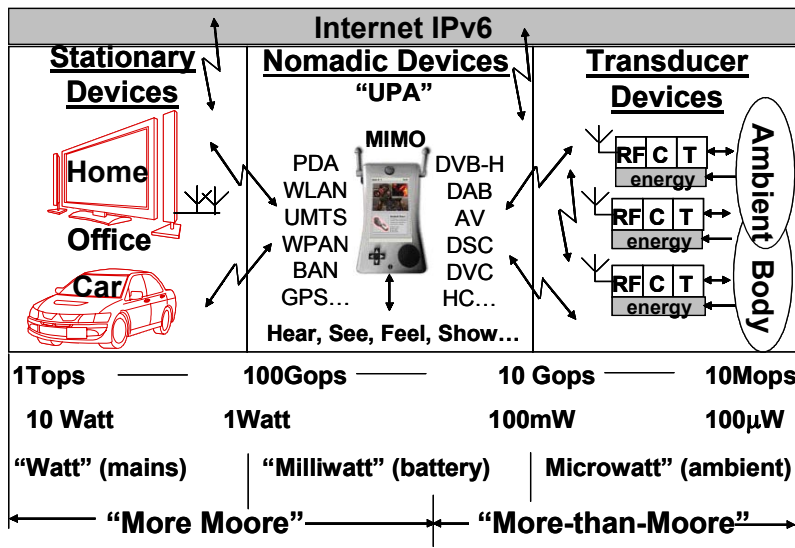 Internet IPv6
Stationary
Devices
Home
Office
Car
Nomadic Devices
“UPA”
MIMO
PDA
WLAN
UMTS
WPAN
BAN
GPS...
DVB-H
DAB
AV
DSC
DVC
HC...
Hear, See, Feel, Show...
Transducer
Devices
RF C T
energy
RF C T
energy
RF C T
energy
Ambient
Body
1Tops 100Gops 10 Gops 10Mops
10 Watt 1Watt 100mW 100μW
“Watt” (mains) “Milliwatt” (battery) Microwatt” (ambient)
“More Moore” “More-than-Moore”